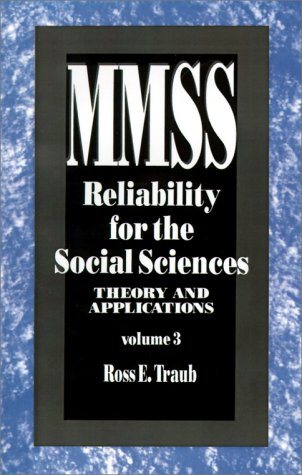 MMSS
Reliability
for the
Social Sciences
THEORY AND
APPLICATIONS
volume 3
Ross E. Traub